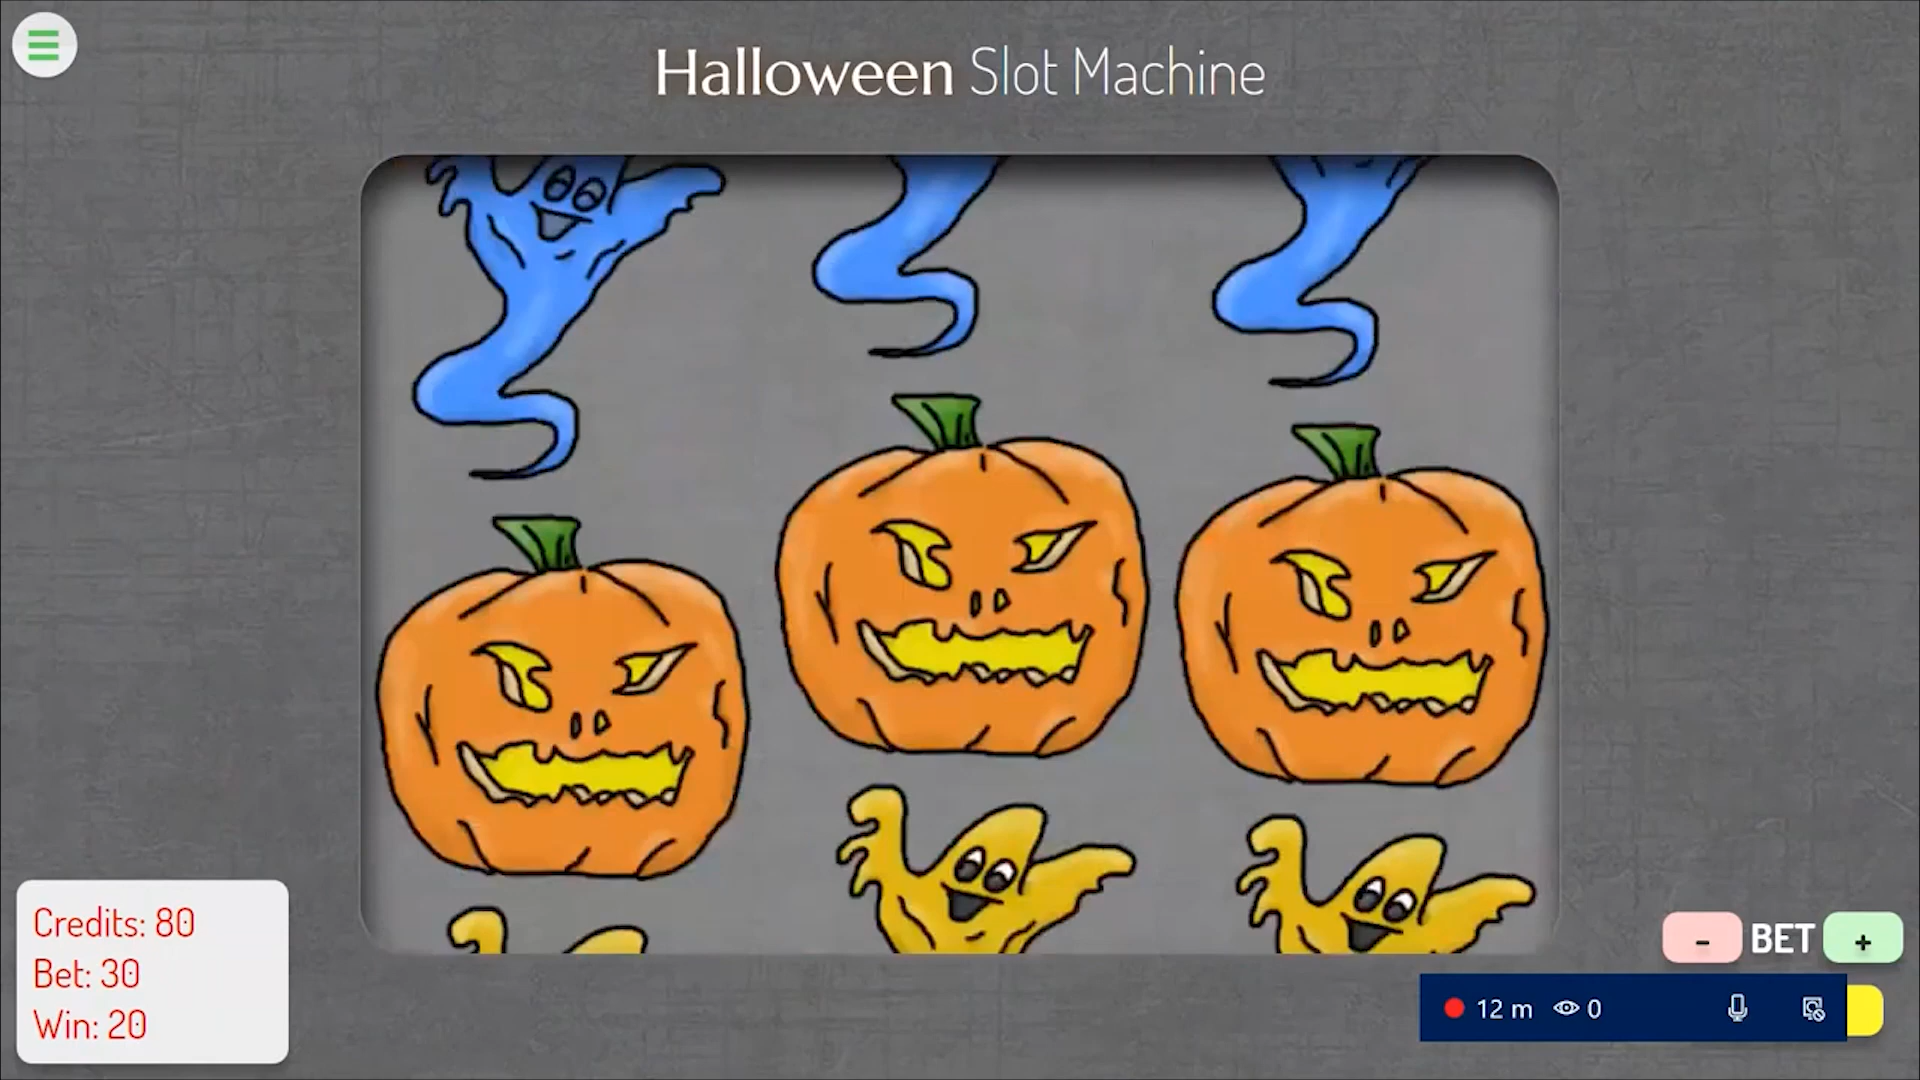 Halloween Slot Machine
Credits: 80
Bet: 30
Win: 20
- BET +
12 m 0